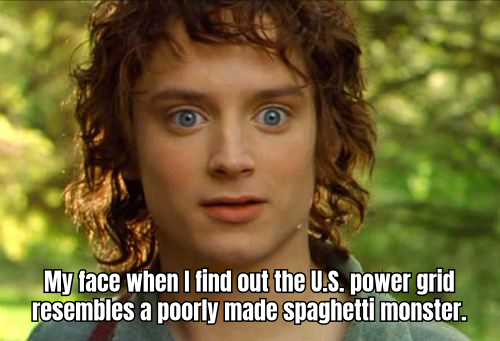 My face when I find out the U.S. power grid
resembles a poorly made spaghetti monster.